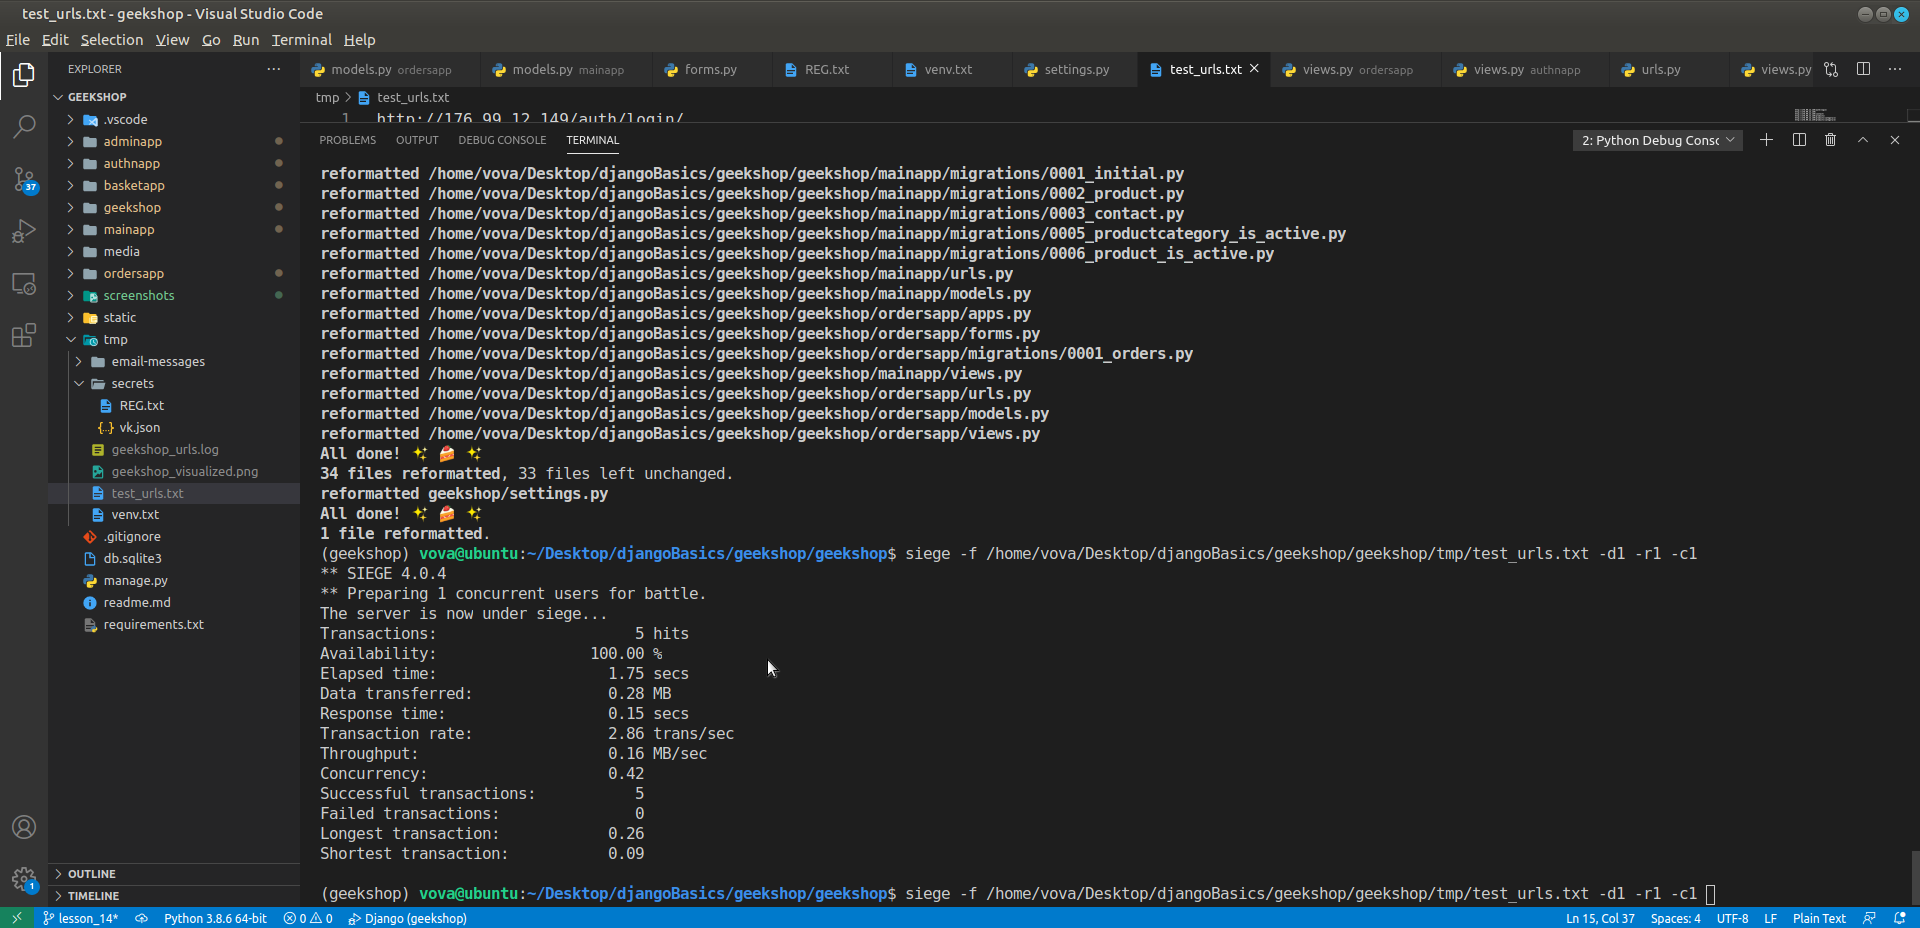 test_urls.txt - geekshop - Visual Studio Code
File Edit Selection View Go Run Terminal Help
EXPLORER
models.py ordersapp models.py mainapp forms.py REG.txt venv.txt settings.py test_urls.txt views.py ordersapp views.py authnapp urls.py views.py
GEEKSHOP
.vscode
adminapp
authnapp
basketapp
geekshop
mainapp
media
ordersapp
screenshots
static
tmp
email-messages
secrets
REG.txt
vk.json
geekshop_urls.log
geekshop_visualized.png
test_urls.txt
venv.txt
.gitignore
db.sqlite3
manage.py
readme.md
requirements.txt
OUTLINE
TIMELINE
37
1
tmp > test_urls.txt
1 http://176.99.12.149/auth/login/
PROBLEMS OUTPUT DEBUG CONSOLE TERMINAL
2: Python Debug Consc
reformatted /home/vova/Desktop/djangoBasics/geekshop/geekshop/mainapp/migrations/0001_initial.py
reformatted /home/vova/Desktop/djangoBasics/geekshop/geekshop/mainapp/migrations/0002_product.py
reformatted /home/vova/Desktop/djangoBasics/geekshop/geekshop/mainapp/migrations/0003_contact.py
reformatted /home/vova/Desktop/djangoBasics/geekshop/geekshop/mainapp/migrations/0005_productcategory_is_active.py
reformatted /home/vova/Desktop/djangoBasics/geekshop/geekshop/mainapp/migrations/0006_product_is_active.py
reformatted /home/vova/Desktop/djangoBasics/geekshop/geekshop/mainapp/urls.py
reformatted /home/vova/Desktop/djangoBasics/geekshop/geekshop/mainapp/models.py
reformatted /home/vova/Desktop/djangoBasics/geekshop/geekshop/ordersapp/apps.py
reformatted /home/vova/Desktop/djangoBasics/geekshop/geekshop/ordersapp/forms.py
reformatted /home/vova/Desktop/djangoBasics/geekshop/geekshop/ordersapp/migrations/0001_orders.py
reformatted /home/vova/Desktop/djangoBasics/geekshop/geekshop/mainapp/views.py
reformatted /home/vova/Desktop/djangoBasics/geekshop/geekshop/ordersapp/urls.py
reformatted /home/vova/Desktop/djangoBasics/geekshop/geekshop/ordersapp/models.py
reformatted /home/vova/Desktop/djangoBasics/geekshop/geekshop/ordersapp/views.py
All done! ✨ 🍰 ✨
34 files reformatted, 33 files left unchanged.
reformatted geekshop/settings.py
All done! ✨ 🍰 ✨
1 file reformatted.
(geekshop) vova@ubuntu:~/Desktop/djangoBasics/geekshop/geekshop$ siege -f /home/vova/Desktop/djangoBasics/geekshop/geekshop/tmp/test_urls.txt -d1 -r1 -c1
** SIEGE 4.0.4
** Preparing 1 concurrent users for battle.
The server is now under siege...
Transactions: 5 hits
Availability: 100.00 %
Elapsed time: 1.75 secs
Data transferred: 0.28 MB
Response time: 0.15 secs
Transaction rate: 2.86 trans/sec
Throughput: 0.16 MB/sec
Concurrency: 0.42
Successful transactions: 5
Failed transactions: 0
Longest transaction: 0.26
Shortest transaction: 0.09
(geekshop) vova@ubuntu:~/Desktop/djangoBasics/geekshop/geekshop$ siege -f /home/vova/Desktop/djangoBasics/geekshop/geekshop/tmp/test_urls.txt -d1 -r1 -c1
lesson_14* Python 3.8.6 64-bit 0 0 Django (geekshop) Ln 15, Col 37 Spaces: 4 UTF-8 LF Plain Text